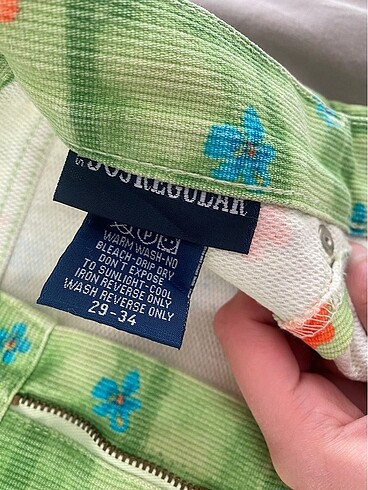 REGULAR
P
WARM WASH-NO
BLEACH-DRIP DRY
DON'T EXPOSE
TO SUNLIGHT-COOL
IRON REVERSE ONLY
WASH REVERSE ONLY
29-34